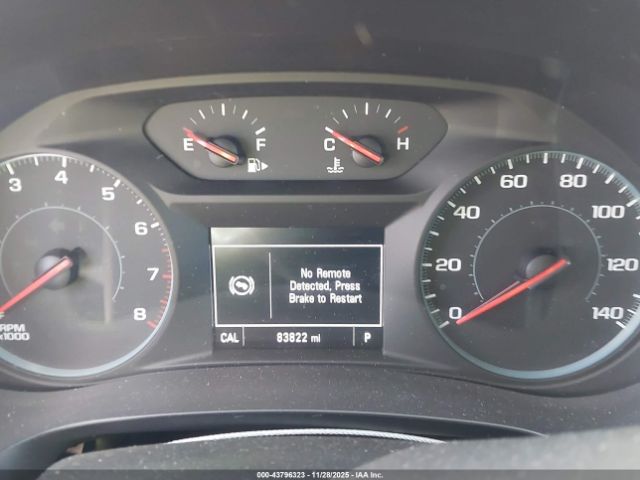 E F
C H
3 4 5 6 7 8
RPM
x1000
0 20 40 60 80 100 120 140
No Remote
Detected, Press
Brake to Restart
CAL 83822 mi P
000-43796323 - 11/28/2025 - IAA Inc.